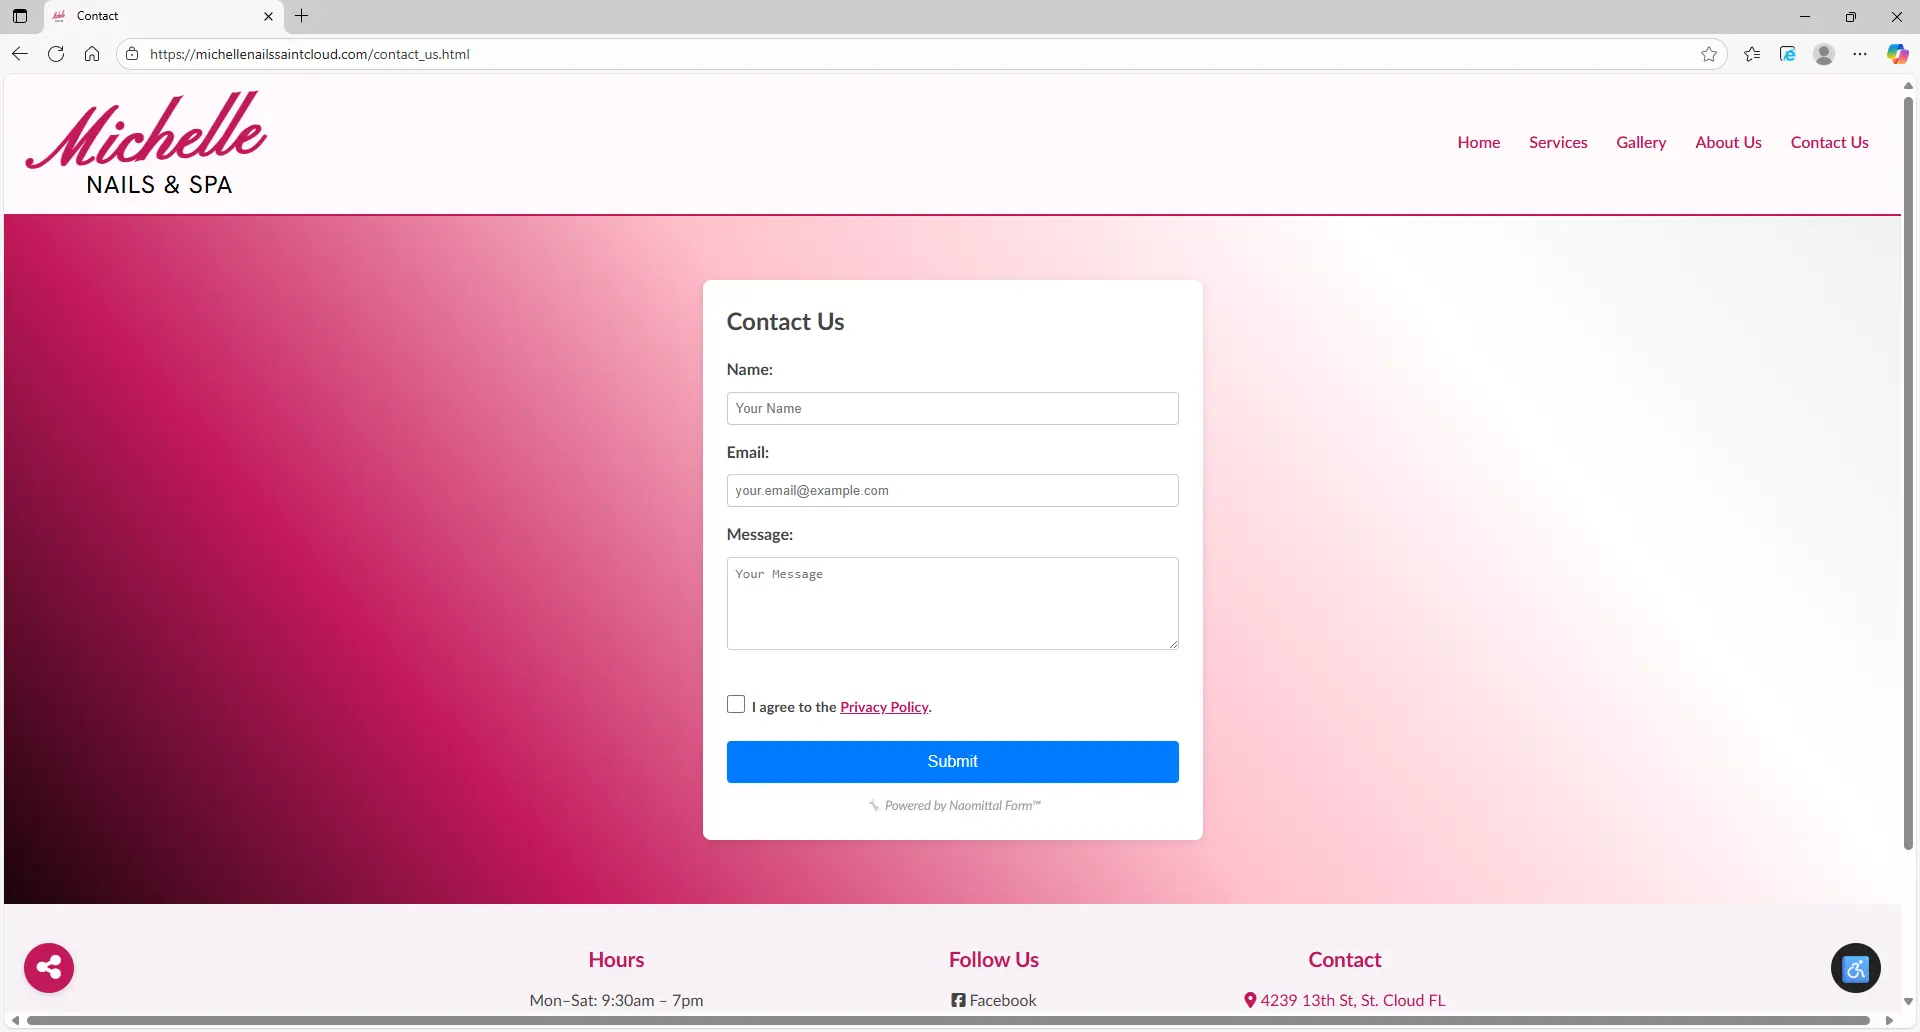 Contact
https://michellenailssaintcloud.com/contact_us.html
Michelle
NAILS & SPA
Home Services Gallery About Us Contact Us
Contact Us
Name:
Your Name
Email:
your.email@example.com
Message:
Your Message
I agree to the Privacy Policy.
Submit
Powered by Naomittal Form™
Hours Follow Us Contact
Mon–Sat: 9:30am – 7pm Facebook 4239 13th St, St. Cloud FL